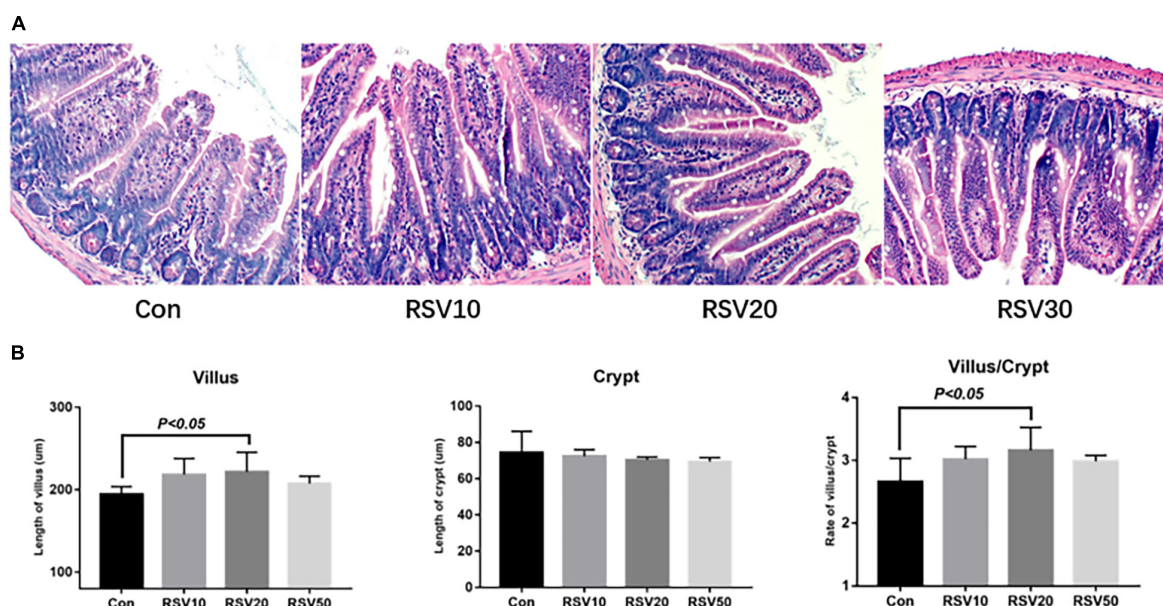 A
Con RSV10 RSV20 RSV30
B
Villus
300
200
100
Length of villus (um)
P<0.05
Con RSV10 RSV20 RSV50
Crypt
100
80
60
40
20
0
Length of crypt (um)
Con RSV10 RSV20 RSV50
Villus/Crypt
4
3
2
1
Rate of villus/crypt
P<0.05
Con RSV10 RSV20 RSV50